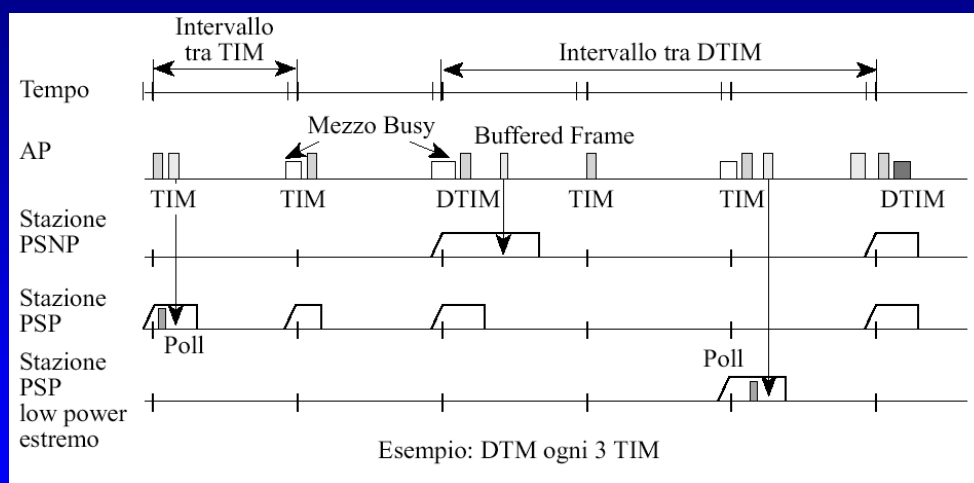 Intervallo
tra TIM
Intervallo tra DTIM
Tempo
Mezzo Busy
Buffered Frame
AP
TIM
TIM
DTIM
TIM
TIM
DTIM
Stazione
PSNP
Stazione
PSP
Poll
Stazione
PSP
low power
estremo
Poll
Esempio: DTM ogni 3 TIM